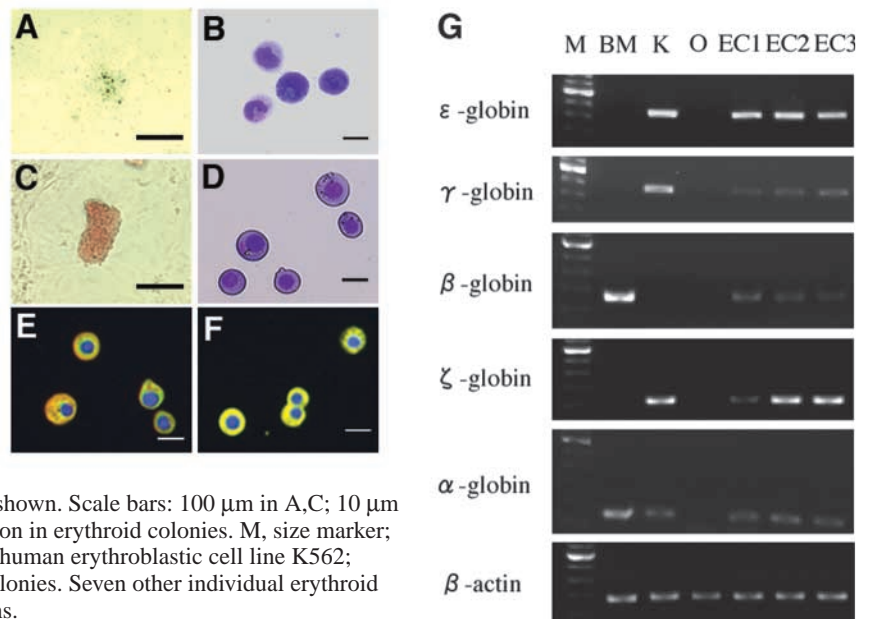 A
B
C
D
E
F
G
M BM K O EC1 EC2 EC3
ε -globin
γ -globin
β -globin
ζ -globin
α -globin
β -actin
shown. Scale bars: 100 μm in A,C; 10 μm
on in erythroid colonies. M, size marker;
human erythroblastic cell line K562;
lonies. Seven other individual erythroid
ns.